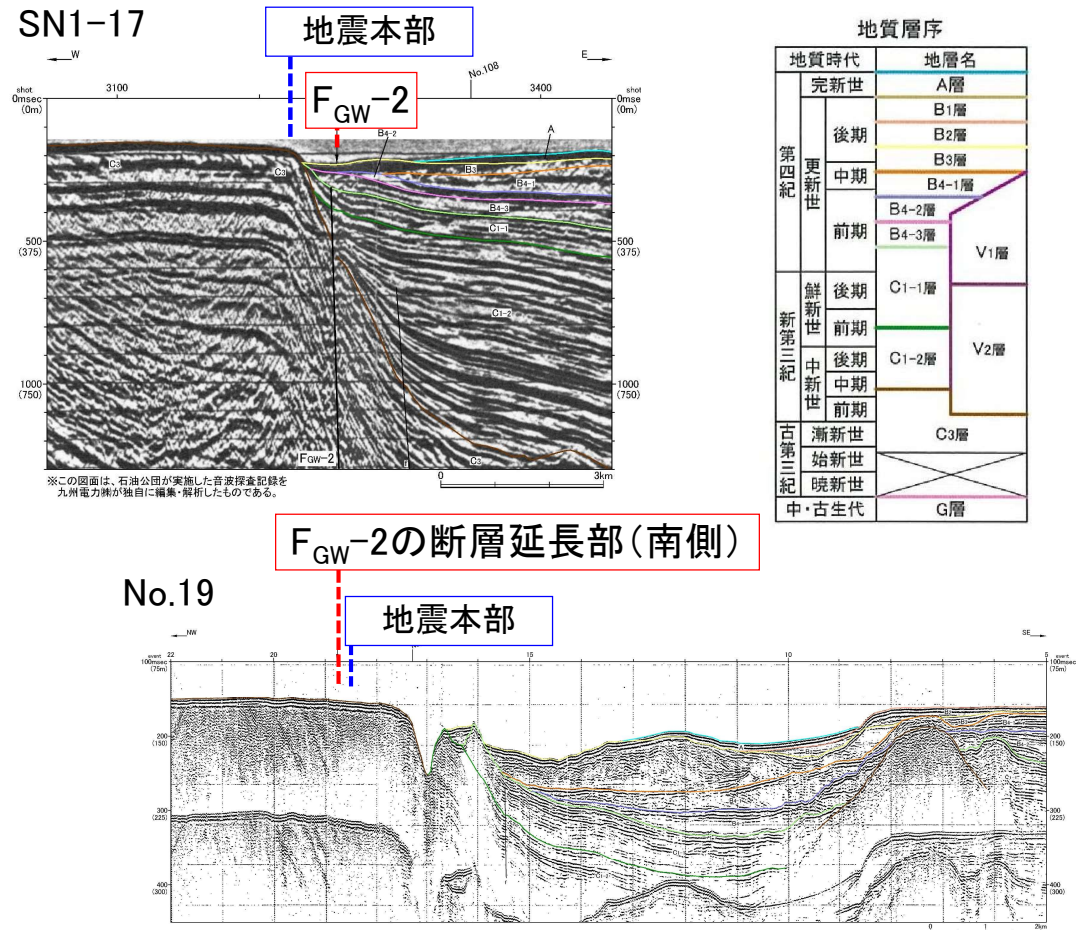 SN1-17
地震本部
F_GW-2
W
E
No.108
shot
3100
3400
shot
0msec
(0m)
0msec
(0m)
B4-2
A
C3
C3
B3
B4-1
B4-3
C1-1
500
(375)
500
(375)
C1-2
1000
(750)
1000
(750)
F_GW-2
C3
0
3km
※この図面は、石油公団が実施した音波探査記録を
九州電力㈱が独自に編集・解析したものである。
地質層序
地質時代
地層名
第四紀
完新世
A層
更新世
後期
B1層
B2層
B3層
中期
B4-1層
前期
B4-2層
B4-3層
V1層
新第三紀
鮮新世
後期
C1-1層
前期
V2層
中新世
後期
C1-2層
中期
前期
古第三紀
漸新世
C3層
始新世
暁新世
中・古生代
G層
F_GW-2の断層延長部(南側)
No.19
地震本部
NW
SE
event
22
20
15
10
5
event
100msec
(75m)
100msec
(75m)
200
(150)
200
(150)
300
(225)
300
(225)
400
(300)
400
(300)
0
1
2km